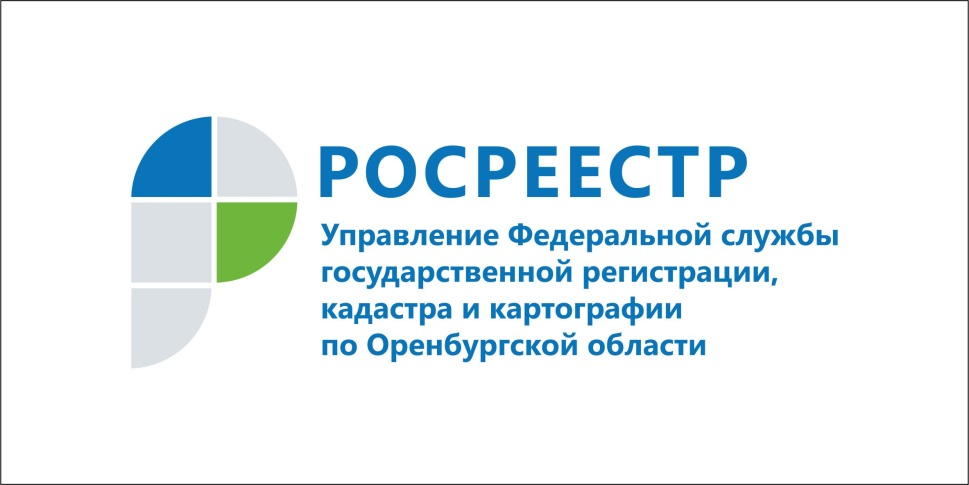 РОСРЕЕСТР
Управление Федеральной службы
государственной регистрации,
кадастра и картографии
по Оренбургской области